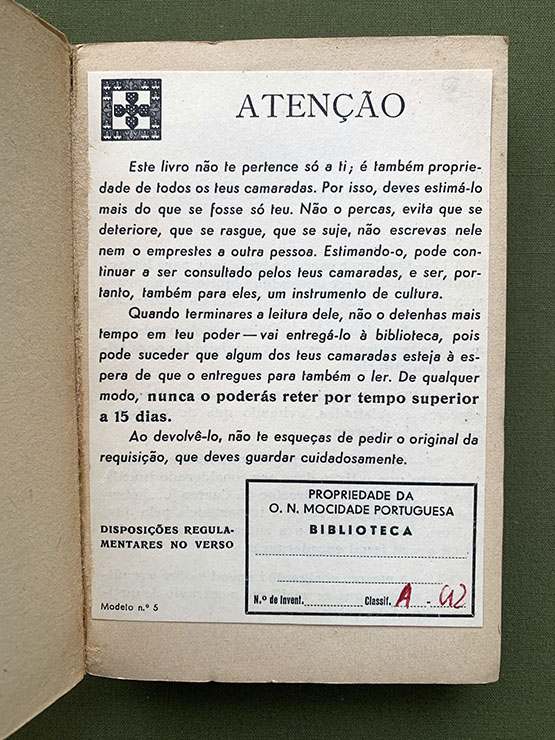 ATENÇÃO
Este livro não te pertence só a ti; é também proprie-
dade de todos os teus camaradas. Por isso, deves estimá-lo
mais do que se fosse só teu. Não o percas, evita que se
deteriore, que se rasgue, que se suje, não escrevas nele
nem o emprestes a outra pessoa. Estimando-o, pode con-
tinuar a ser consultado pelos teus camaradas, e ser, por-
tanto, também para eles, um instrumento de cultura.
Quando terminares a leitura dele, não o detenhas mais
tempo em teu poder — vai entregá-lo à biblioteca, pois
pode suceder que algum dos teus camaradas esteja à es-
pera de que o entregues para também o ler. De qualquer
modo, nunca o poderás reter por tempo superior
a 15 dias.
Ao devolvê-lo, não te esqueças de pedir o original da
requisição, que deves guardar cuidadosamente.
DISPOSIÇÕES REGULA-
MENTARES NO VERSO
Modelo n.º 5
PROPRIEDADE DA
O. N. MOCIDADE PORTUGUESA
BIBLIOTECA
N.º de Invent. Classif. A -